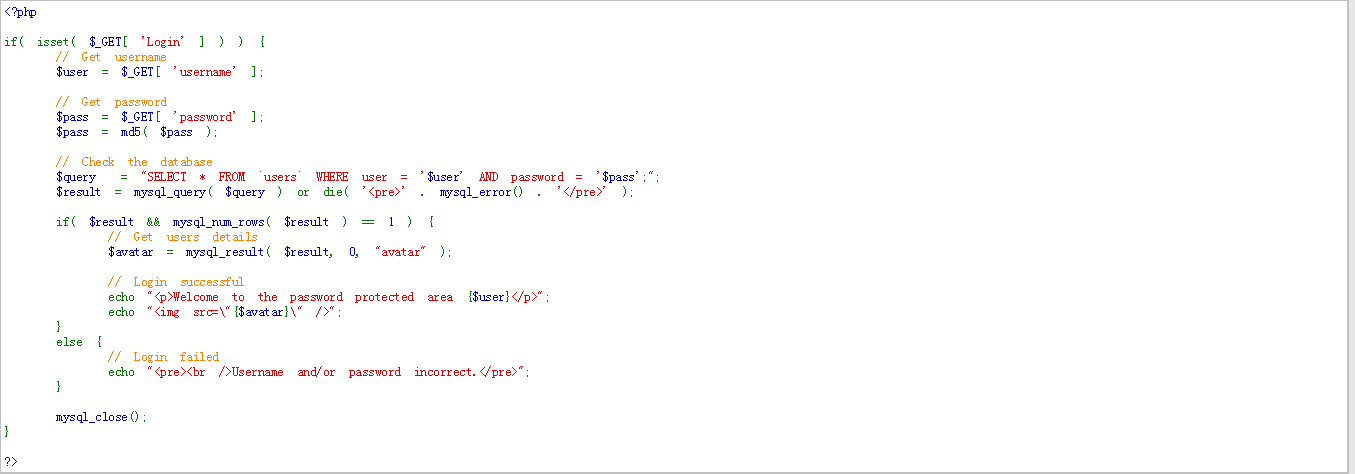 <?php
if( isset( $_GET[ 'Login' ] ) ) {
// Get username
$user = $_GET[ 'username' ];
// Get password
$pass = $_GET[ 'password' ];
$pass = md5( $pass );
// Check the database
$query = "SELECT * FROM `users` WHERE user = '$user' AND password = '$pass';";
$result = mysql_query( $query ) or die( '<pre>' . mysql_error() . '</pre>' );
if( $result && mysql_num_rows( $result ) == 1 ) {
// Get users details
$avatar = mysql_result( $result, 0, "avatar" );
// Login successful
echo "<p>Welcome to the password protected area {$user}</p>";
echo "<img src=\"{$avatar}\" />";
}
else {
// Login failed
echo "<pre><br />Username and/or password incorrect.</pre>";
}
mysql_close();
}
?>